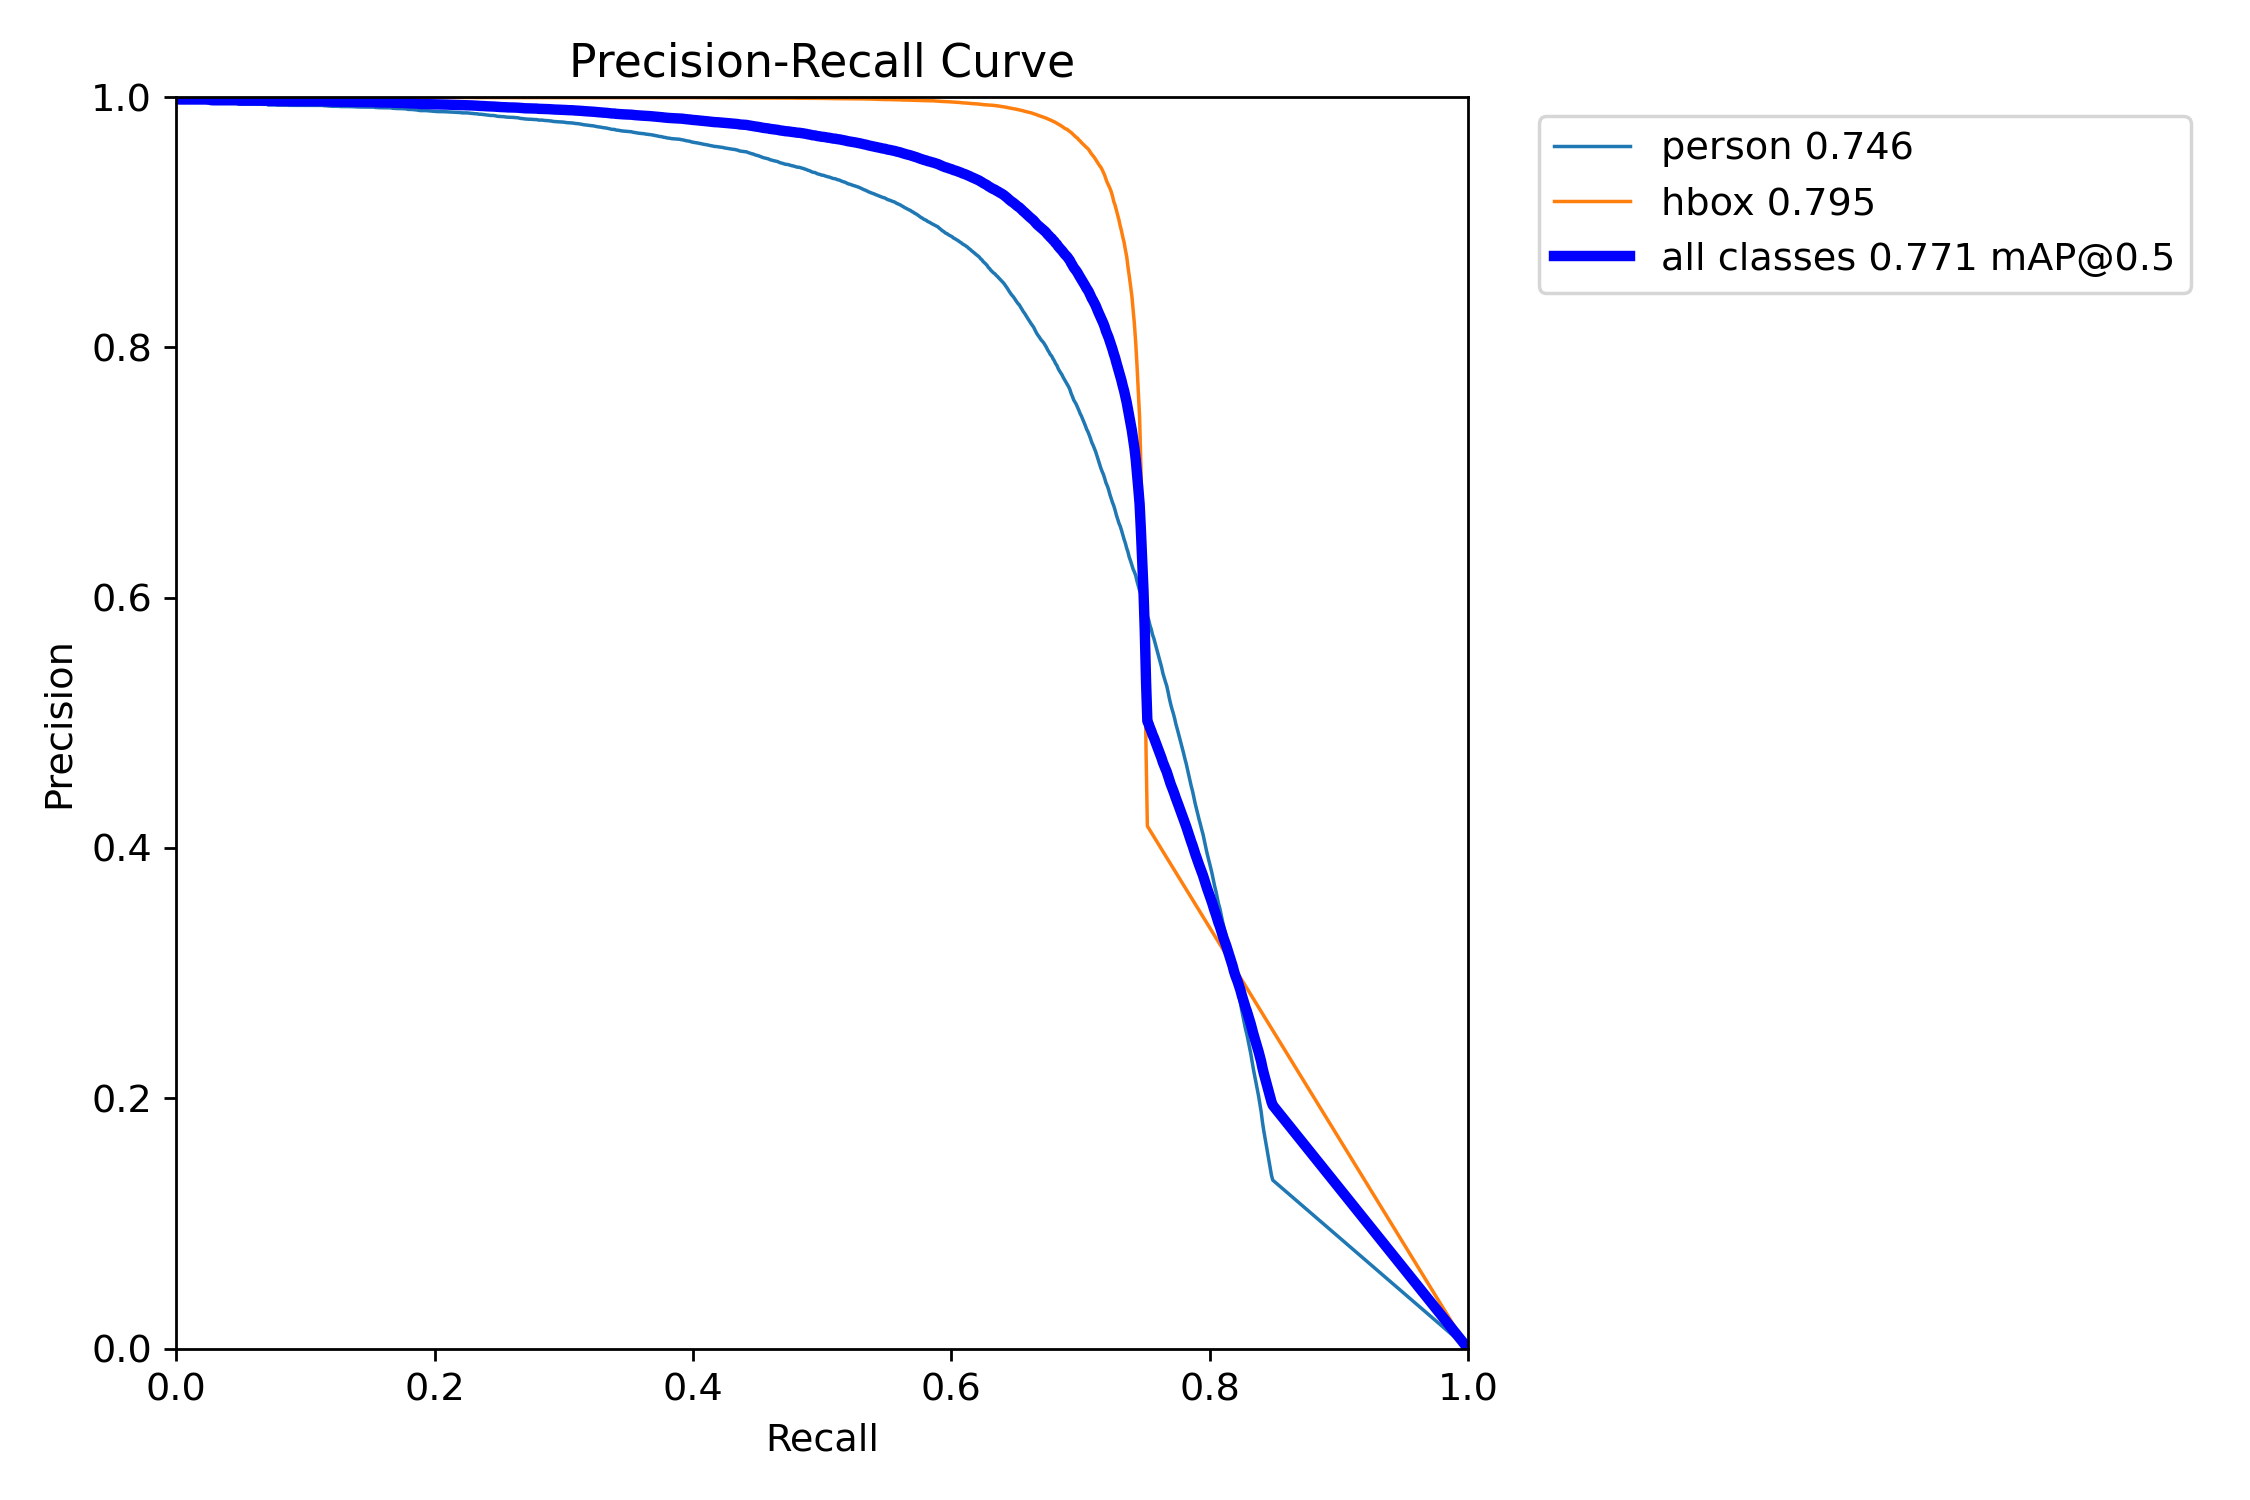 Precision-Recall Curve
1.0
0.8
0.6
0.4
0.2
0.0
Precision
0.0 0.2 0.4 0.6 0.8 1.0
Recall
person 0.746
hbox 0.795
all classes 0.771 mAP@0.5